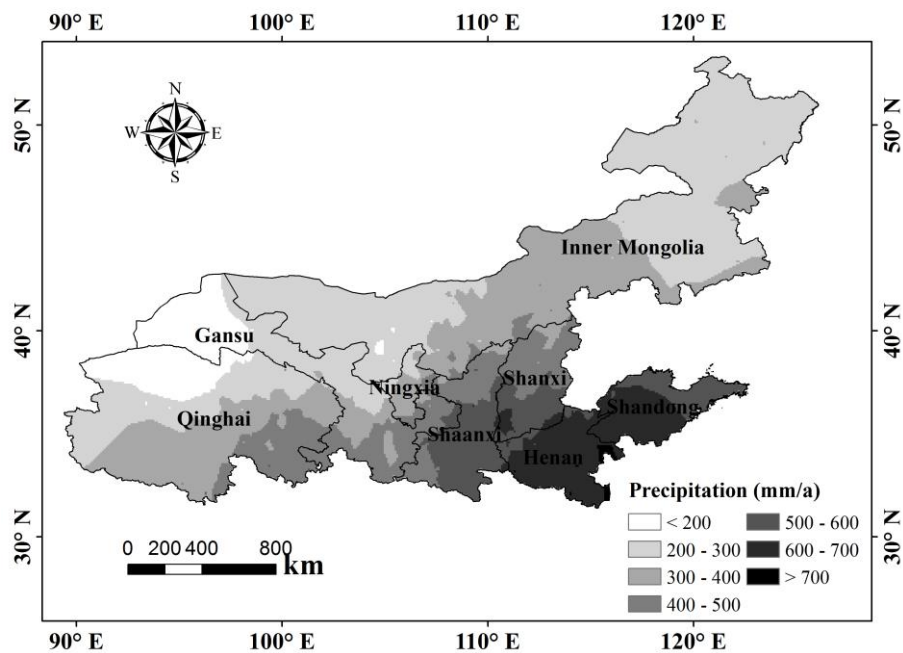 90° E 100° E 110° E 120° E
N
W E
S
50° N 50° N
Inner Mongolia
40° N Gansu 40° N
Ningxia Shanxi
Qinghai Shaanxi Shandong
Henan
Precipitation (mm/a)
< 200 500 - 600
200 - 300 600 - 700
300 - 400 > 700
400 - 500
30° N 30° N
0 200 400 800
km
90° E 100° E 110° E 120° E